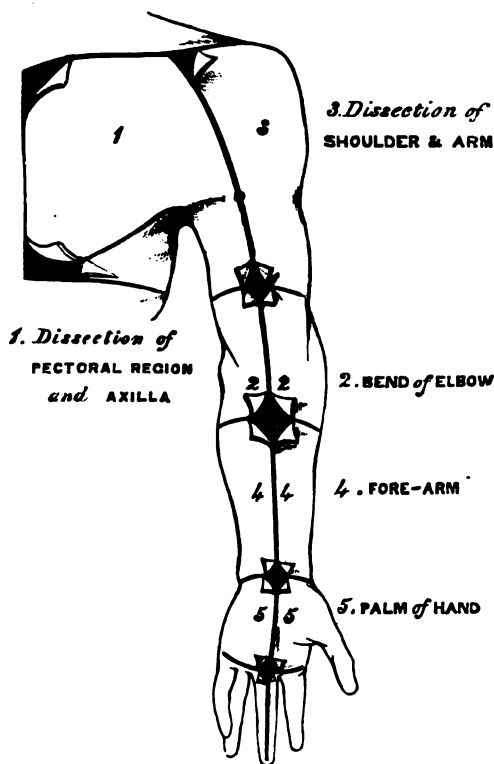 1
3
3. Dissection of
SHOULDER & ARM
1. Dissection of
PECTORAL REGION
and AXILLA
2 2
2. BEND of ELBOW
4 4
4. FORE-ARM
5 5
5. PALM of HAND